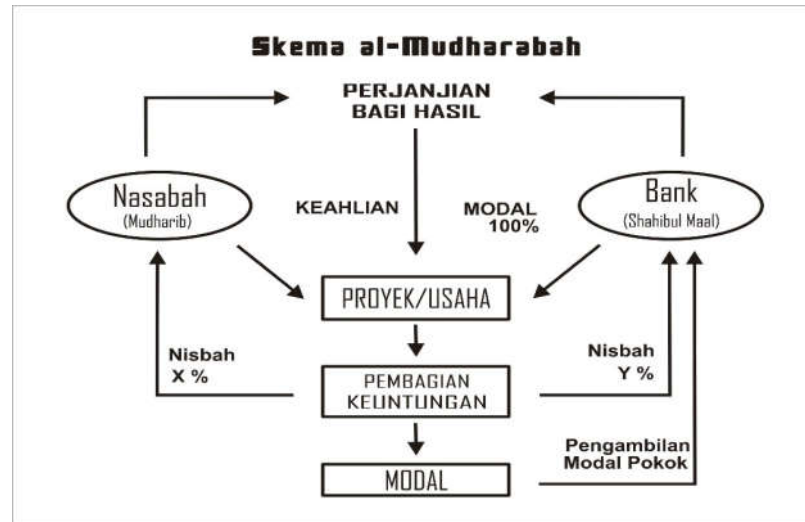 Skema al-Mudharabah
PERJANJIAN
BAGI HASIL
Nasabah
(Mudharib)
KEAHLIAN
MODAL
100%
Bank
(Shahibul Maal)
PROYEK/USAHA
Nisbah
X %
PEMBAGIAN
KEUNTUNGAN
Nisbah
Y %
MODAL
Pengambilan
Modal Pokok